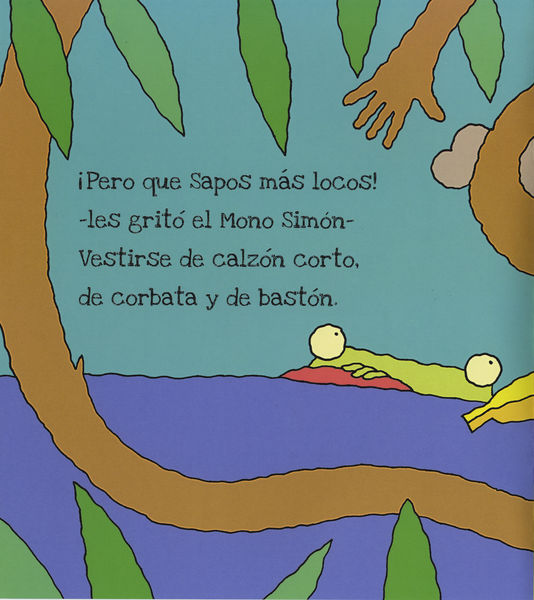 ¡Pero que Sapos más locos!
-les gritó el Mono Simón-
Vestirse de calzón corto,
de corbata y de bastón.